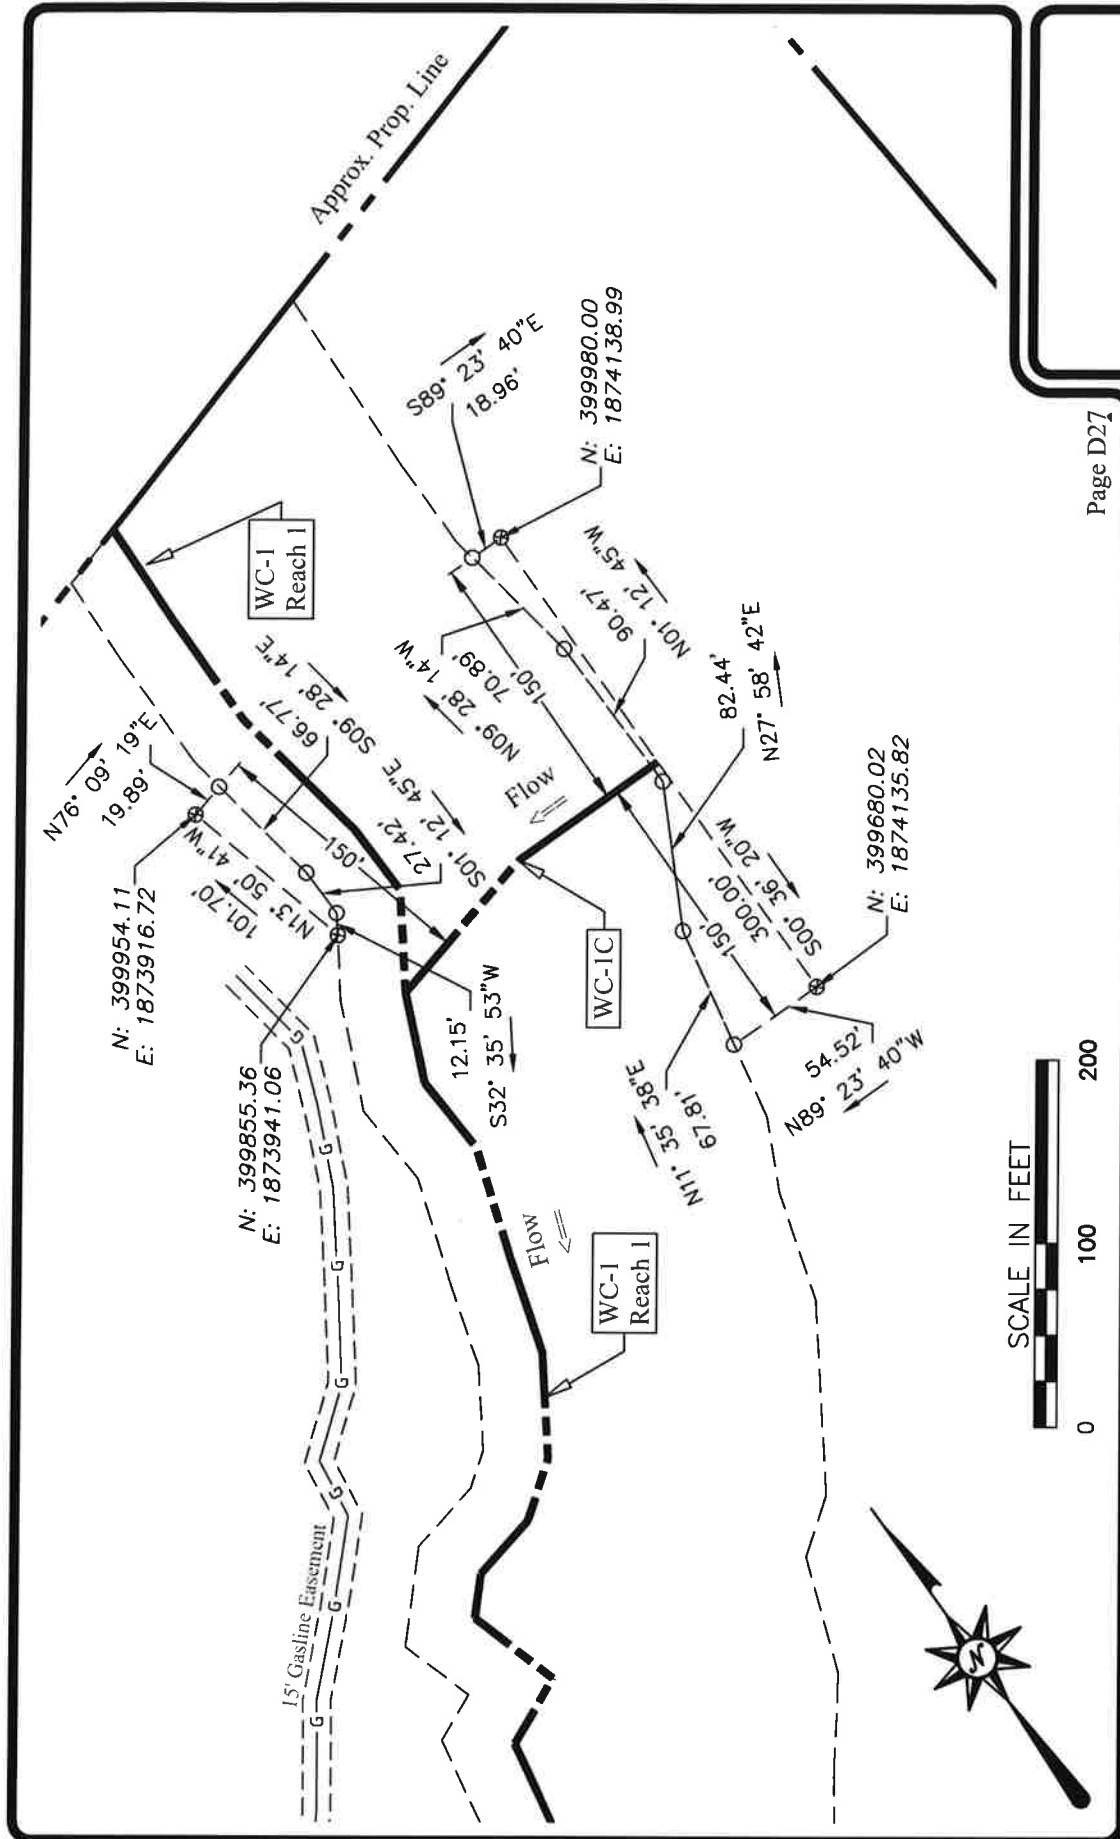 Approx. Prop. Line
WC-1
Reach 1
N76° 09' 19"E
19.89'
N: 399954.11
E: 1873916.72
N13° 50' 41"W
101.70'
66.77'
S09° 28' 14"E
150'
27.42'
S01° 12' 45"E
N: 399855.36
E: 1873941.06
12.15'
S32° 35' 53"W
S89° 23' 40"E
18.96'
N: 399980.00
E: 1874138.99
N09° 28' 14"W
70.89'
150'
90.47'
N01° 12' 45"W
Flow
82.44'
N27° 58' 42"E
WC-1C
150'
300.00'
S00° 36' 20"W
N: 399680.02
E: 1874135.82
N11° 35' 38"E
67.81'
54.52'
N89° 23' 40"W
Flow
WC-1
Reach 1
G
G
G
G
G
G
G
15' Gasline Easement
SCALE IN FEET
0
100
200
N
Page D27